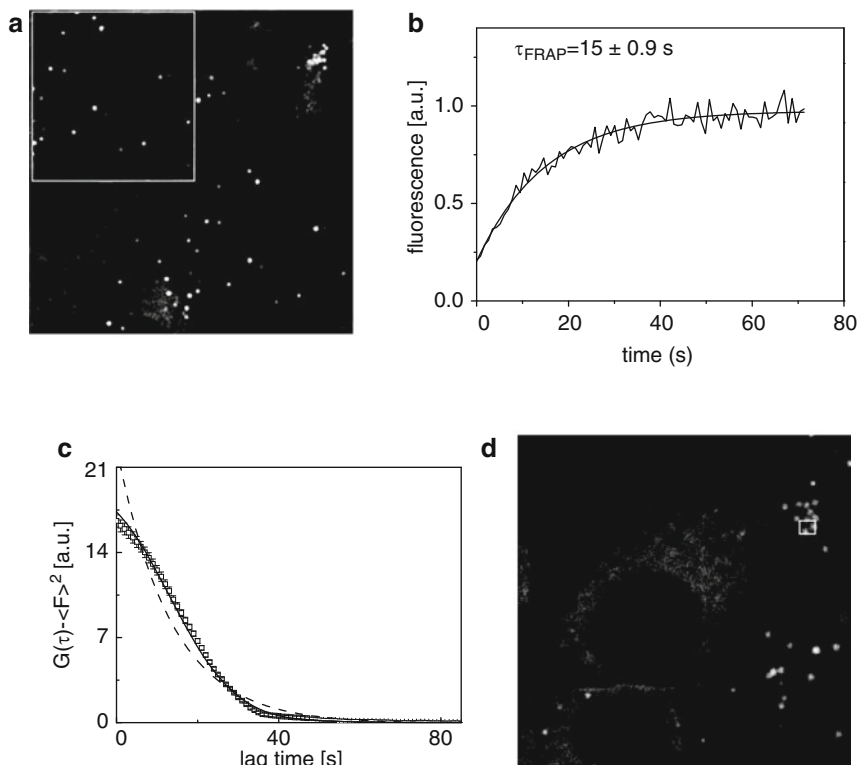 a
b
τFRAP=15 ± 0.9 s
fluorescence [a.u.]
1.0
0.5
0.0
0 20 40 60 80
time (s)
c
G(τ)-<F>² [a.u.]
21
14
7
0
0 40 80
lag time [s]
d